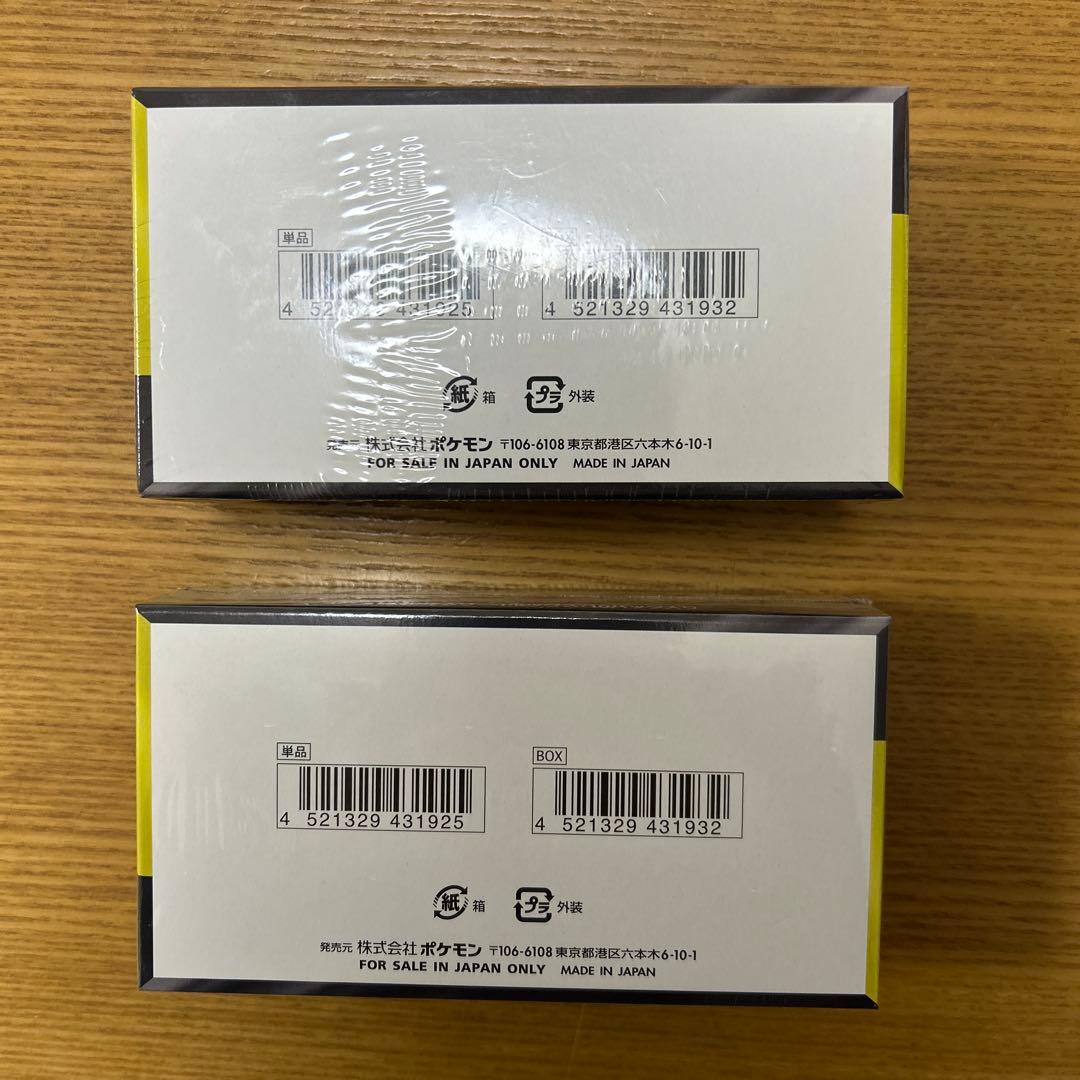 単品
4 521329 431925
4 521329 431932
紙 箱
プラ 外装
発売元 株式会社ポケモン 〒106-6108 東京都港区六本木6-10-1
FOR SALE IN JAPAN ONLY MADE IN JAPAN
単品
BOX
4 521329 431925
4 521329 431932
紙 箱
プラ 外装
発売元 株式会社ポケモン 〒106-6108 東京都港区六本木6-10-1
FOR SALE IN JAPAN ONLY MADE IN JAPAN